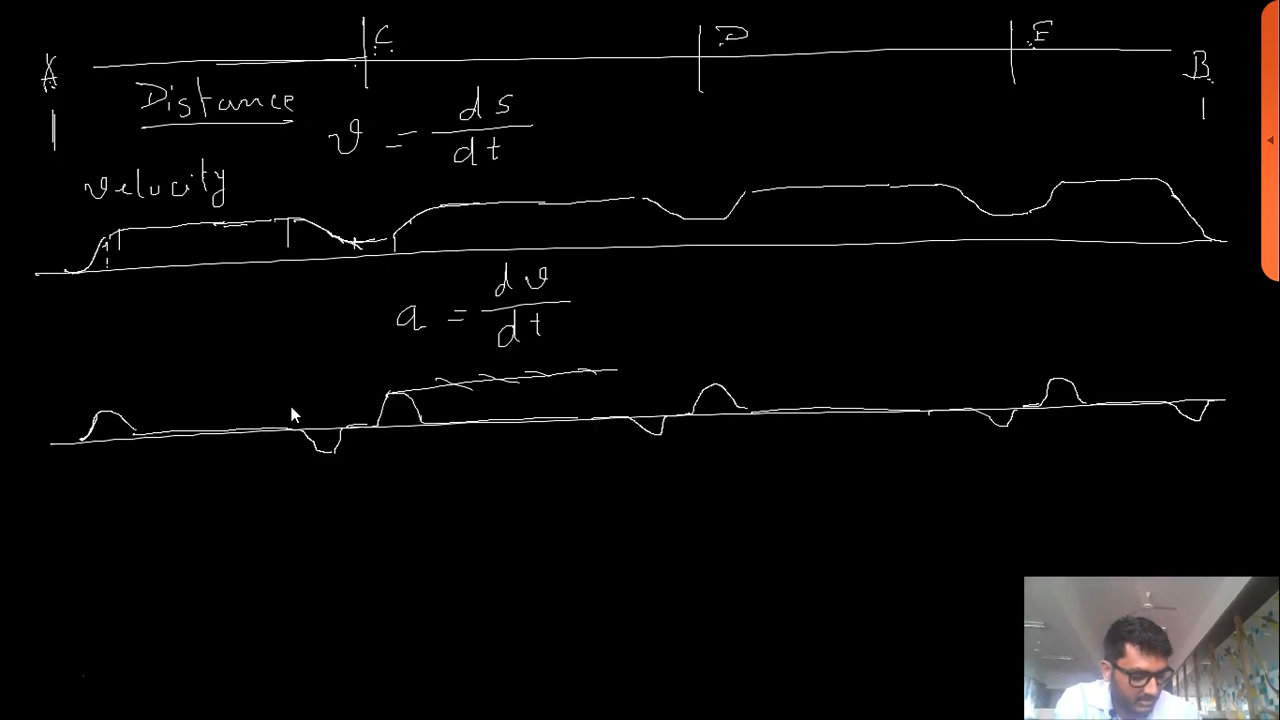 A C D E B
Distance
v = ds/dt
velocity
a = dv/dt